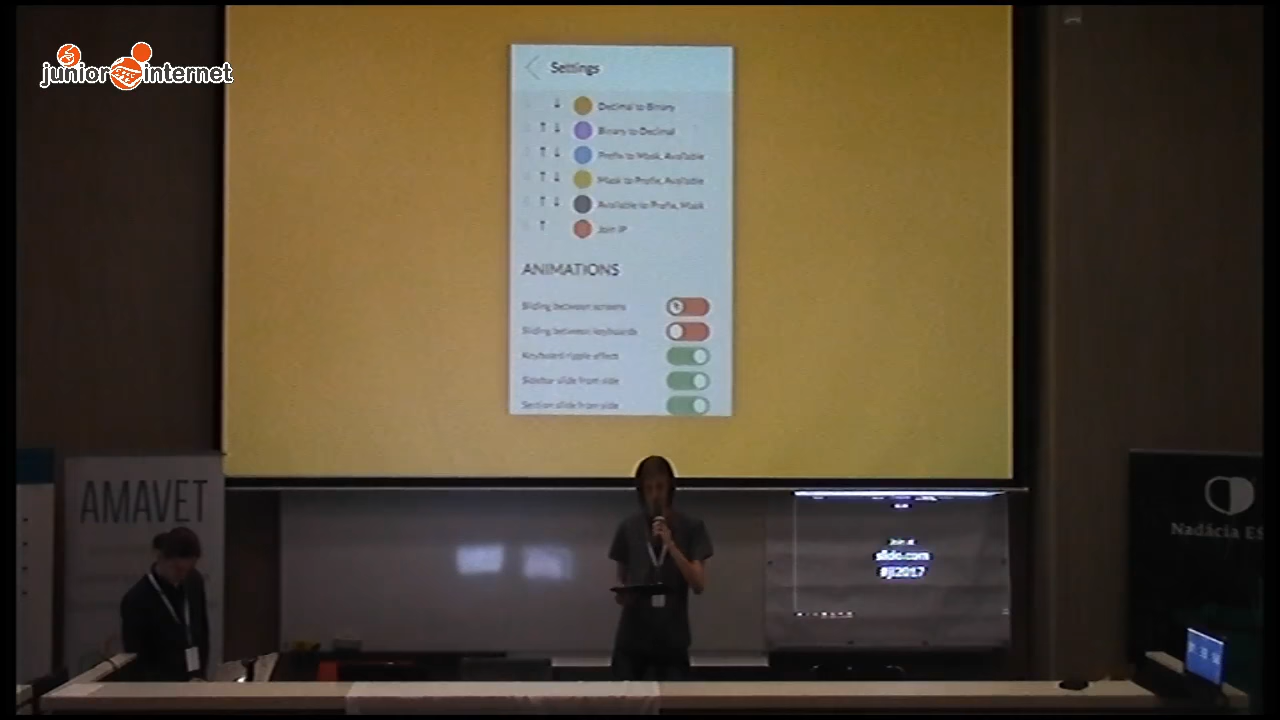 junior internet
Settings
Decimal to Binary
Binary to Decimal
Prefix to Mask, Available
Mask to Prefix, Available
Available to Prefix, Mask
Join IP
ANIMATIONS
Sliding between screens
Sliding between keyboards
Keyboard ripple effect
Sidebar slide from side
Section slide from side
AMAVET
Join at
slido.com
#ji2017
Nadácia